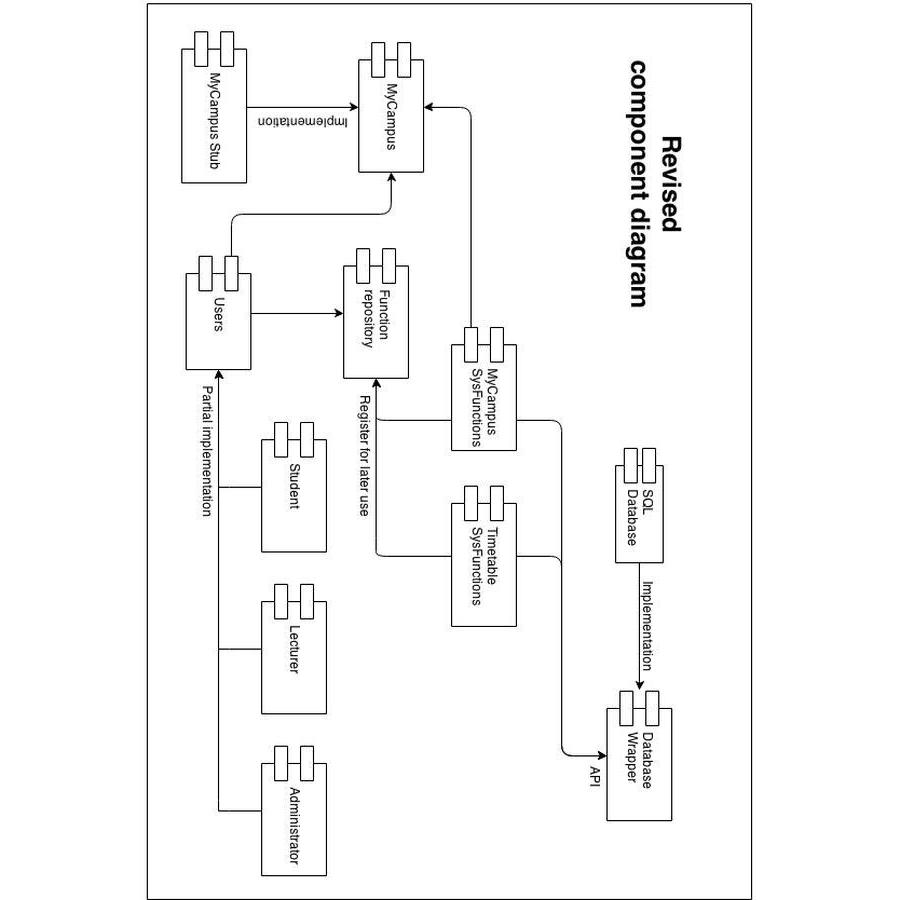 Revised
component diagram
SQL
Database
Implementation
Database
Wrapper
API
MyCampus
SysFunctions
Timetable
SysFunctions
MyCampus
Function
repository
Register for later use
Implementation
MyCampus Stub
Users
Partial implementation
Student
Lecturer
Administrator